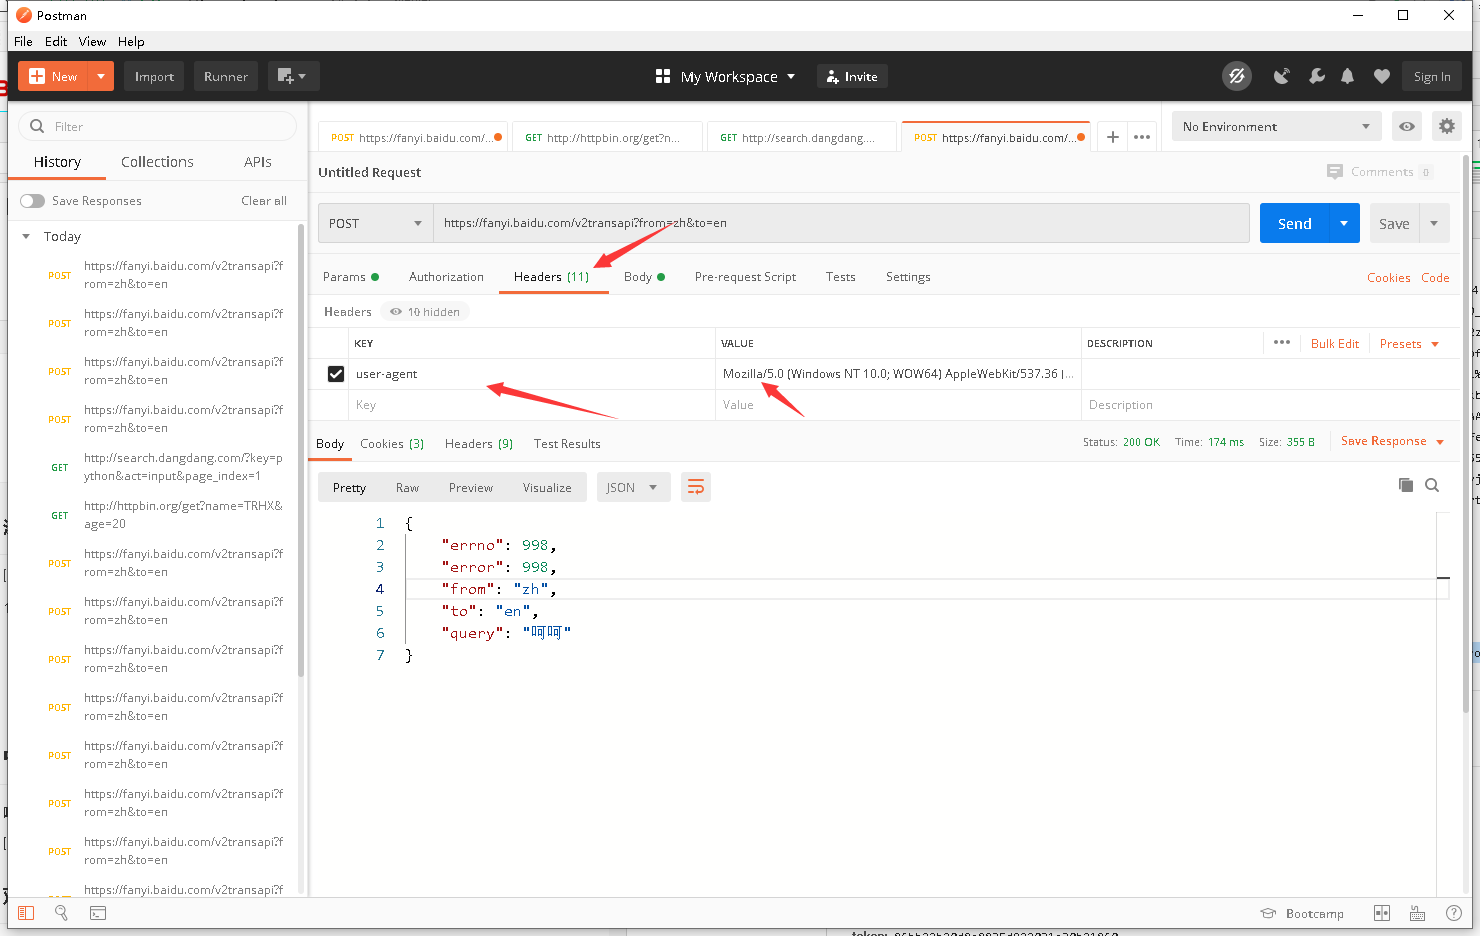 Postman
File Edit View Help
New Import Runner My Workspace Invite Sign In
Filter
History Collections APIs
Save Responses Clear all
Today
POST https://fanyi.baidu.com/v2transapi?f
rom=zh&to=en
POST https://fanyi.baidu.com/v2transapi?f
rom=zh&to=en
POST https://fanyi.baidu.com/v2transapi?f
rom=zh&to=en
POST https://fanyi.baidu.com/v2transapi?f
rom=zh&to=en
GET http://search.dangdang.com/?key=p
ython&act=input&page_index=1
GET http://httpbin.org/get?name=TRHX&
age=20
POST https://fanyi.baidu.com/v2transapi?f
rom=zh&to=en
POST https://fanyi.baidu.com/v2transapi?f
rom=zh&to=en
POST https://fanyi.baidu.com/v2transapi?f
rom=zh&to=en
POST https://fanyi.baidu.com/v2transapi?f
rom=zh&to=en
POST https://fanyi.baidu.com/v2transapi?f
rom=zh&to=en
POST https://fanyi.baidu.com/v2transapi?f
rom=zh&to=en
POST https://fanyi.baidu.com/v2transapi?f
rom=zh&to=en
https://fanyi.baidu.com/v2transapi?f
POST https://fanyi.baidu.com/... GET http://httpbin.org/get?n... GET http://search.dangdang.... POST https://fanyi.baidu.com/... No Environment
Untitled Request Comments 0
POST https://fanyi.baidu.com/v2transapi?from=zh&to=en Send Save
Params Authorization Headers (11) Body Pre-request Script Tests Settings Cookies Code
Headers 10 hidden
KEY VALUE DESCRIPTION Bulk Edit Presets
user-agent Mozilla/5.0 (Windows NT 10.0; WOW64) AppleWebKit/537.36 (...
Key Value Description
Body Cookies (3) Headers (9) Test Results Status: 200 OK Time: 174 ms Size: 355 B Save Response
Pretty Raw Preview Visualize JSON
1 {
2 "errno": 998,
3 "error": 998,
4 "from": "zh",
5 "to": "en",
6 "query": "呵呵"
7 }
Bootcamp